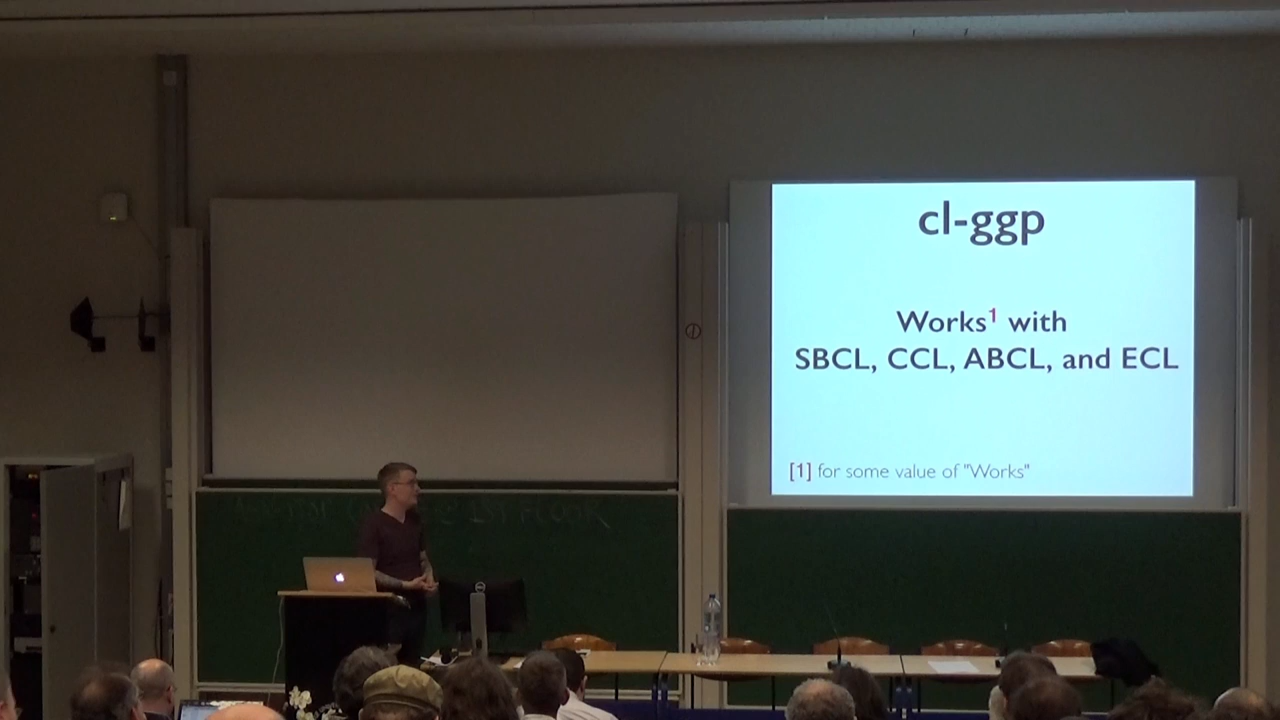 cl-ggp
Works¹ with
SBCL, CCL, ABCL, and ECL
[1] for some value of "Works"